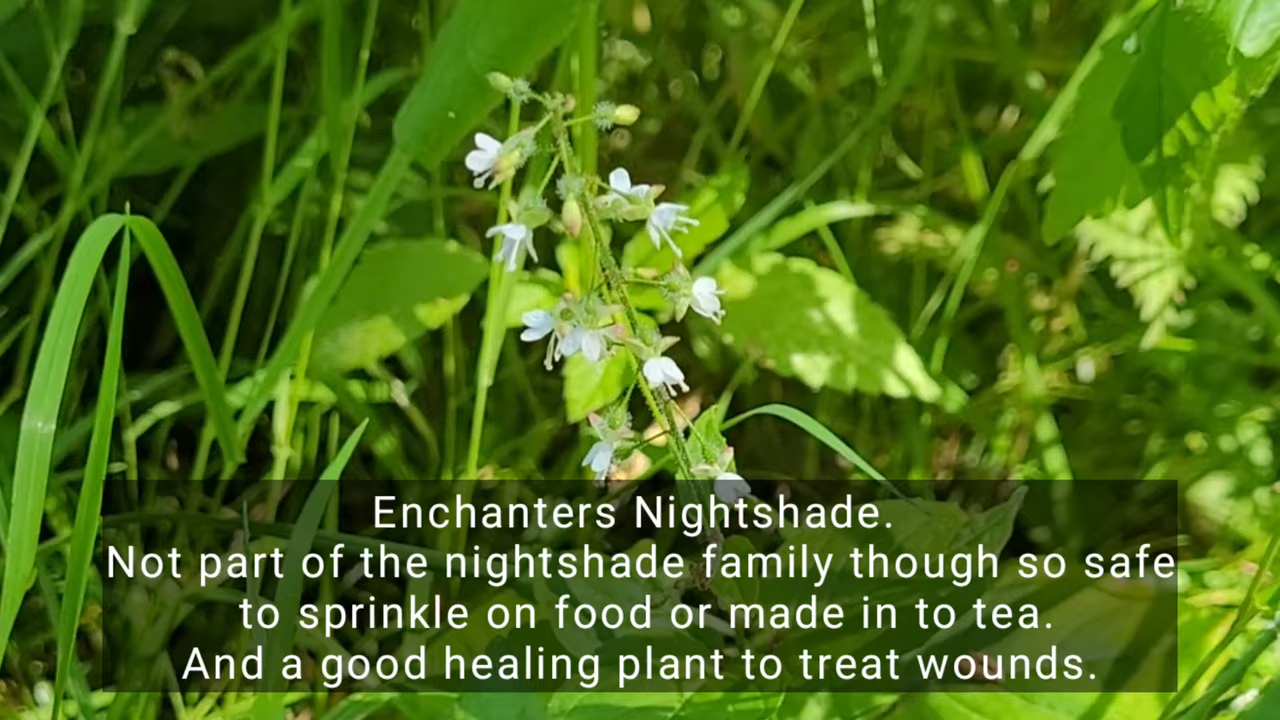 Enchanters Nightshade.
Not part of the nightshade family though so safe
to sprinkle on food or made in to tea.
And a good healing plant to treat wounds.